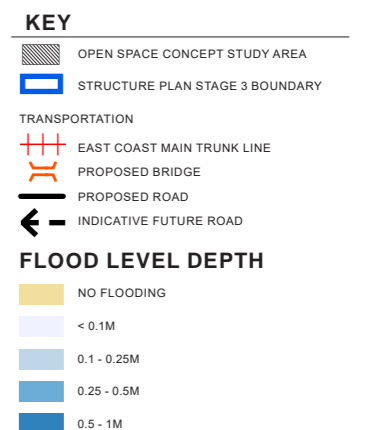 KEY
OPEN SPACE CONCEPT STUDY AREA
STRUCTURE PLAN STAGE 3 BOUNDARY
TRANSPORTATION
EAST COAST MAIN TRUNK LINE
PROPOSED BRIDGE
PROPOSED ROAD
INDICATIVE FUTURE ROAD
FLOOD LEVEL DEPTH
NO FLOODING
< 0.1M
0.1 - 0.25M
0.25 - 0.5M
0.5 - 1M